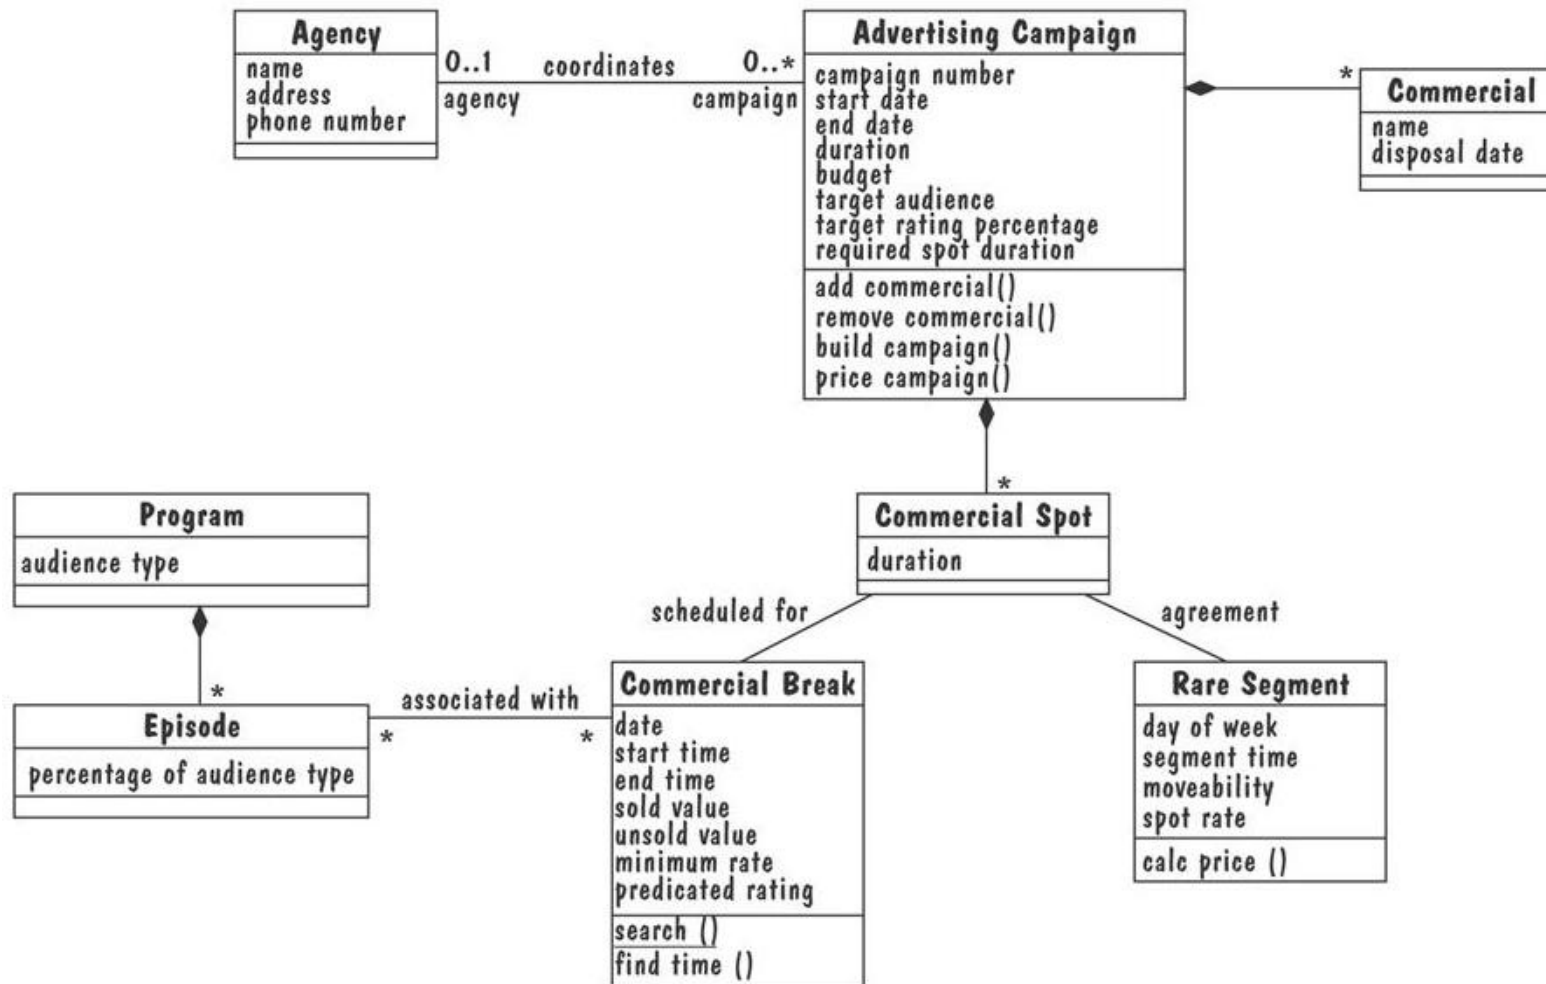 Agency
name
address
phone number
0..1
coordinates
0..*
agency
campaign
Advertising Campaign
campaign number
start date
end date
duration
budget
target audience
target rating percentage
required spot duration
add commercial()
remove commercial()
build campaign()
price campaign()
*
Commercial
name
disposal date
*
Commercial Spot
duration
Program
audience type
*
Episode
percentage of audience type
associated with
*
*
scheduled for
agreement
Commercial Break
date
start time
end time
sold value
unsold value
minimum rate
predicated rating
search ()
find time ()
Rare Segment
day of week
segment time
moveability
spot rate
calc price ()